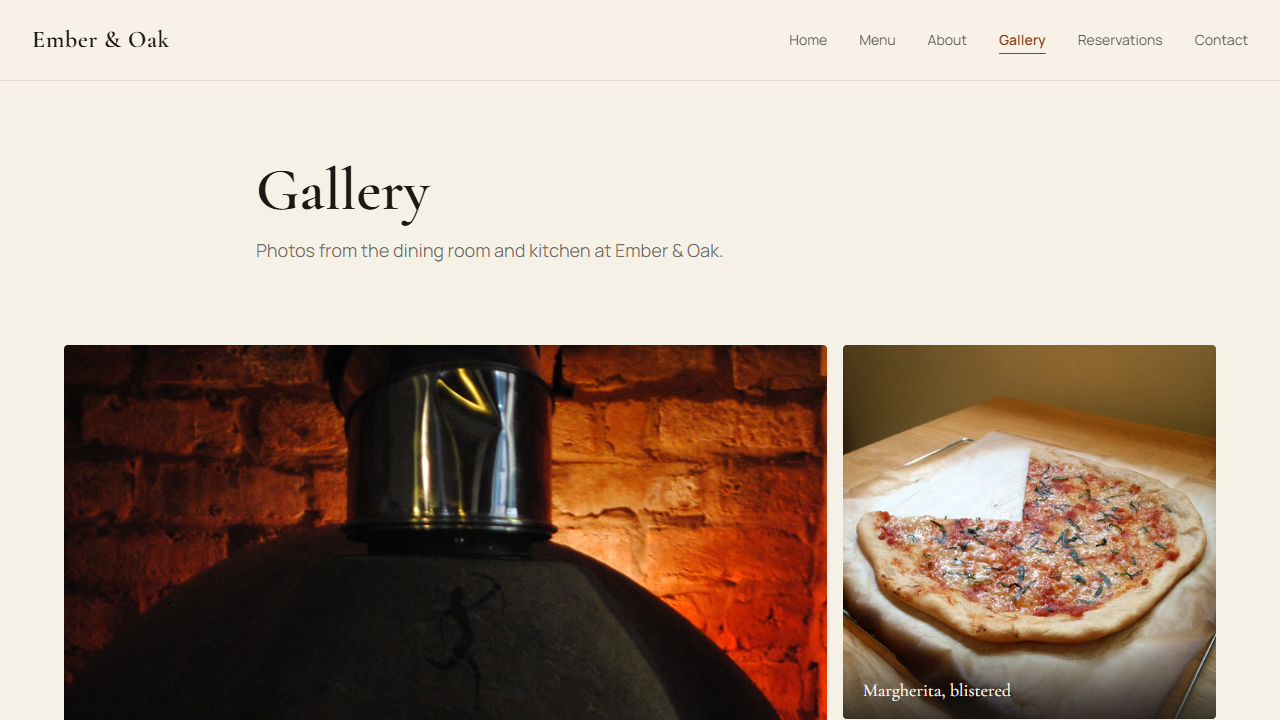 Ember & Oak
Home
Menu
About
Gallery
Reservations
Contact
Gallery
Photos from the dining room and kitchen at Ember & Oak.
Margherita, blistered